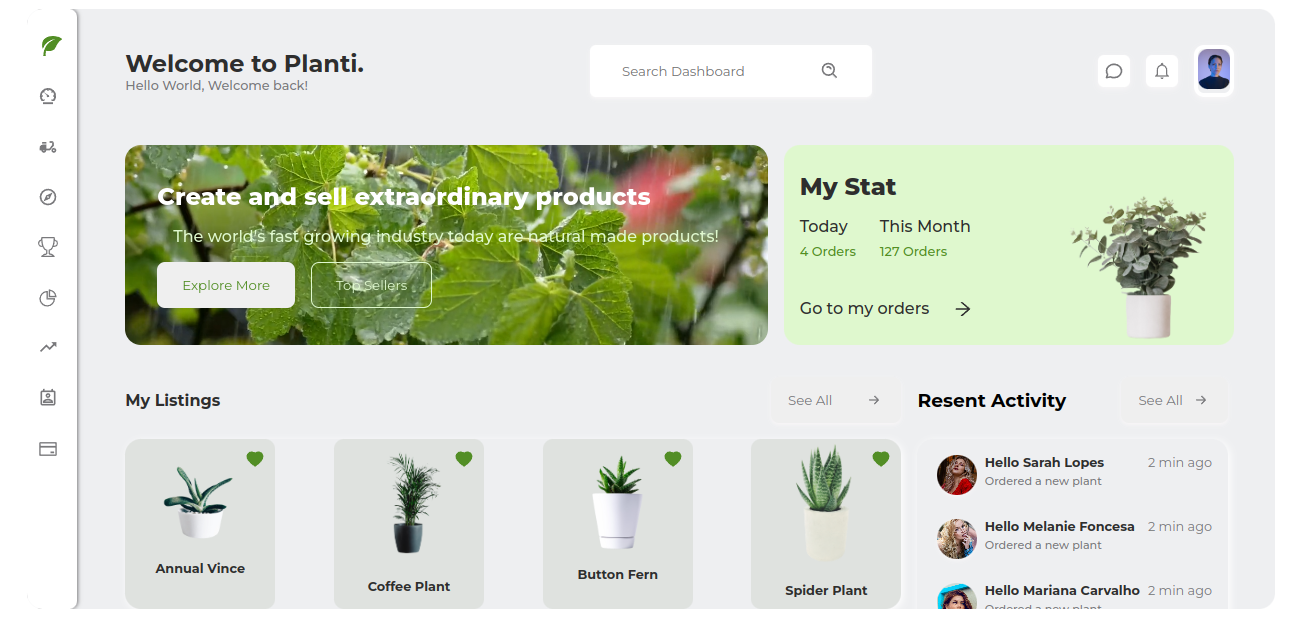 Welcome to Planti.
Hello World, Welcome back!
Search Dashboard
Create and sell extraordinary products
The world's fast growing industry today are natural made products!
Explore More
Top Sellers
My Stat
Today
This Month
4 Orders
127 Orders
Go to my orders
My Listings
See All
Annual Vince
Coffee Plant
Button Fern
Spider Plant
Resent Activity
See All
Hello Sarah Lopes
2 min ago
Ordered a new plant
Hello Melanie Foncesa
2 min ago
Ordered a new plant
Hello Mariana Carvalho
2 min ago
Ordered a new plant